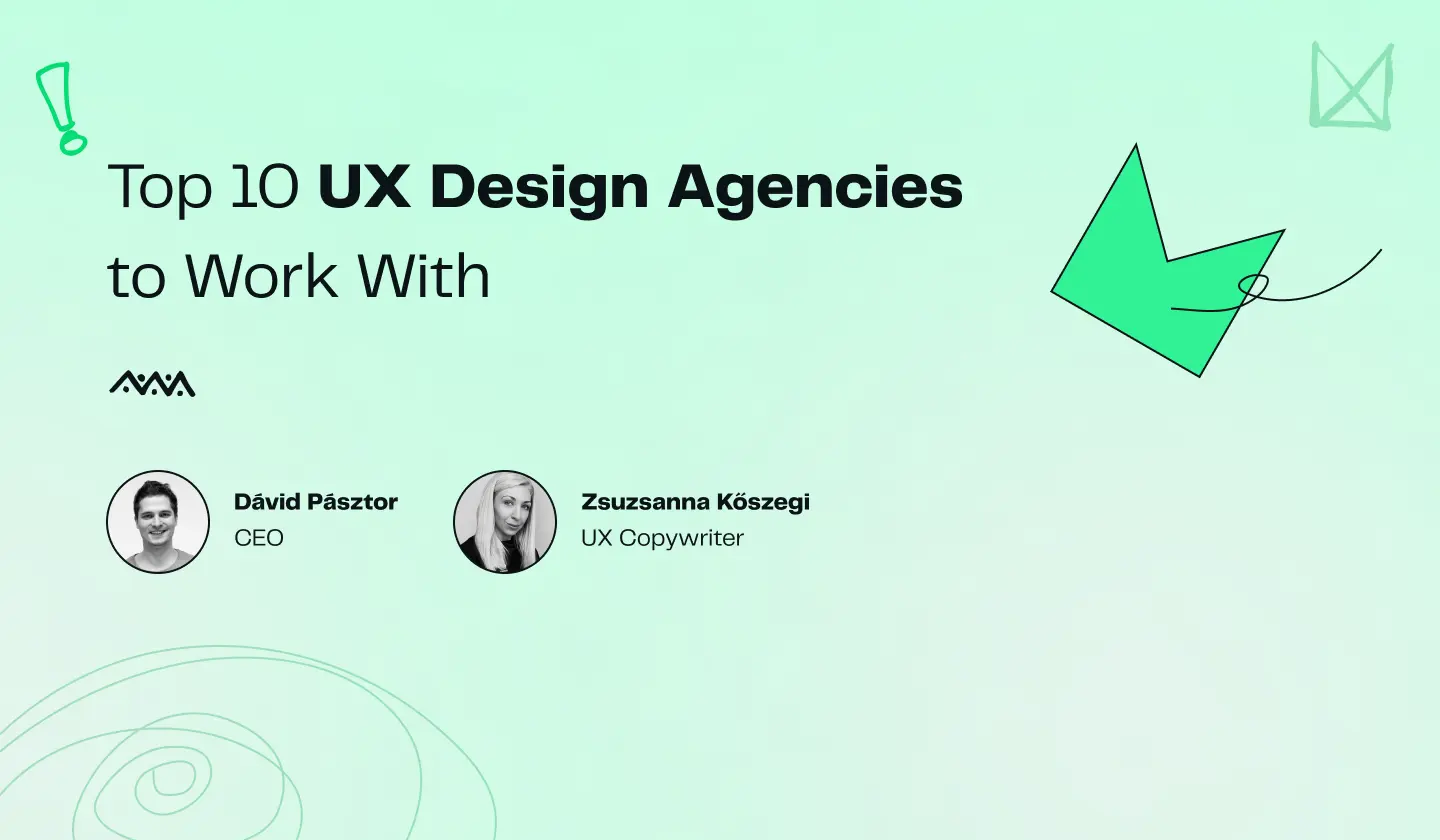 Top 10 UX Design Agencies
to Work With
Dávid Pásztor
CEO
Zsuzsanna Kőszegi
UX Copywriter